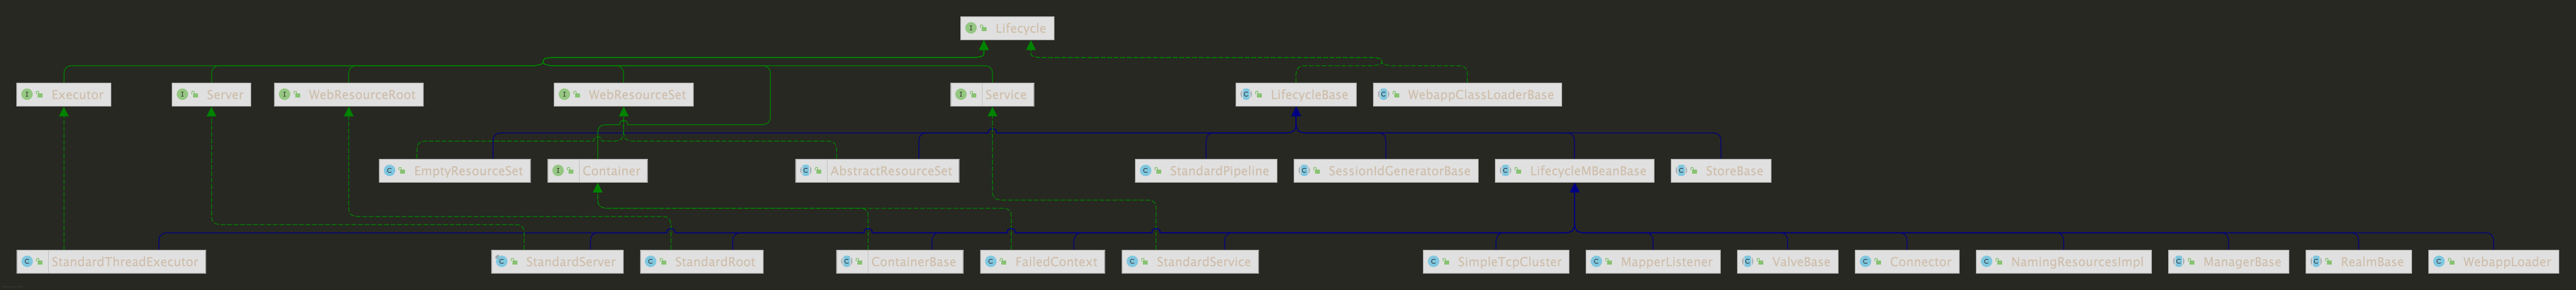 Lifecycle
Executor
Server
WebResourceRoot
WebResourceSet
Service
LifecycleBase
WebappClassLoaderBase
EmptyResourceSet
Container
AbstractResourceSet
StandardPipeline
SessionIdGeneratorBase
LifecycleMBeanBase
StoreBase
StandardThreadExecutor
StandardServer
StandardRoot
ContainerBase
FailedContext
StandardService
SimpleTcpCluster
MapperListener
ValveBase
Connector
NamingResourcesImpl
ManagerBase
RealmBase
WebappLoader